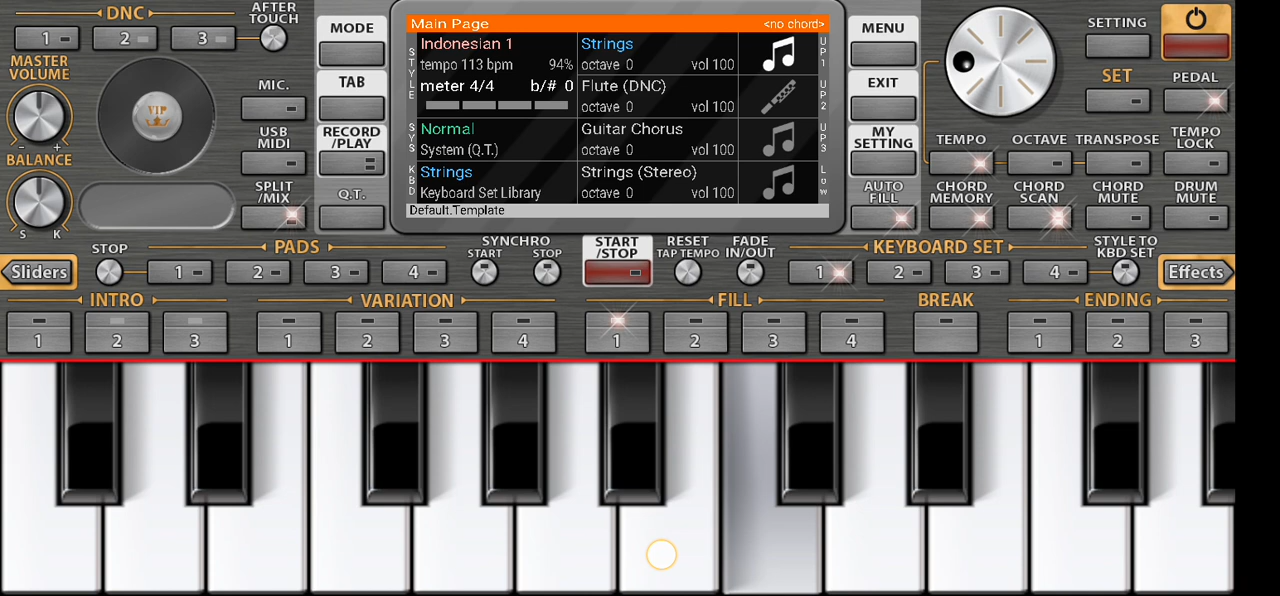 DNC
AFTER
TOUCH
1 2 3
MASTER
VOLUME
- +
BALANCE
S K
VIP
MIC.
USB
MIDI
SPLIT
/MIX
MODE
TAB
RECORD
/PLAY
Q.T.
Main Page <no chord>
STYLE
Indonesian 1
tempo 113 bpm 94%
meter 4/4 b/# 0
SYS
Normal
System (Q.T.)
KBD
Strings
Keyboard Set Library
Strings
octave 0 vol 100
UP1
Flute (DNC)
octave 0 vol 100
UP2
Guitar Chorus
octave 0 vol 100
UP3
Strings (Stereo)
octave 0 vol 100
Low
Default.Template
MENU
EXIT
MY
SETTING
AUTO
FILL
SETTING
SET
PEDAL
TEMPO OCTAVE TRANSPOSE TEMPO
LOCK
CHORD
MEMORY
CHORD
SCAN
CHORD
MUTE
DRUM
MUTE
Sliders
STOP
PADS
1 2 3 4
SYNCHRO
START STOP
START
/STOP
RESET
TAP TEMPO
FADE
IN/OUT
KEYBOARD SET
1 2 3 4
STYLE TO
KBD SET
Effects
INTRO VARIATION FILL BREAK ENDING
1 2 3 1 2 3 4 1 2 3 4 1 2 3